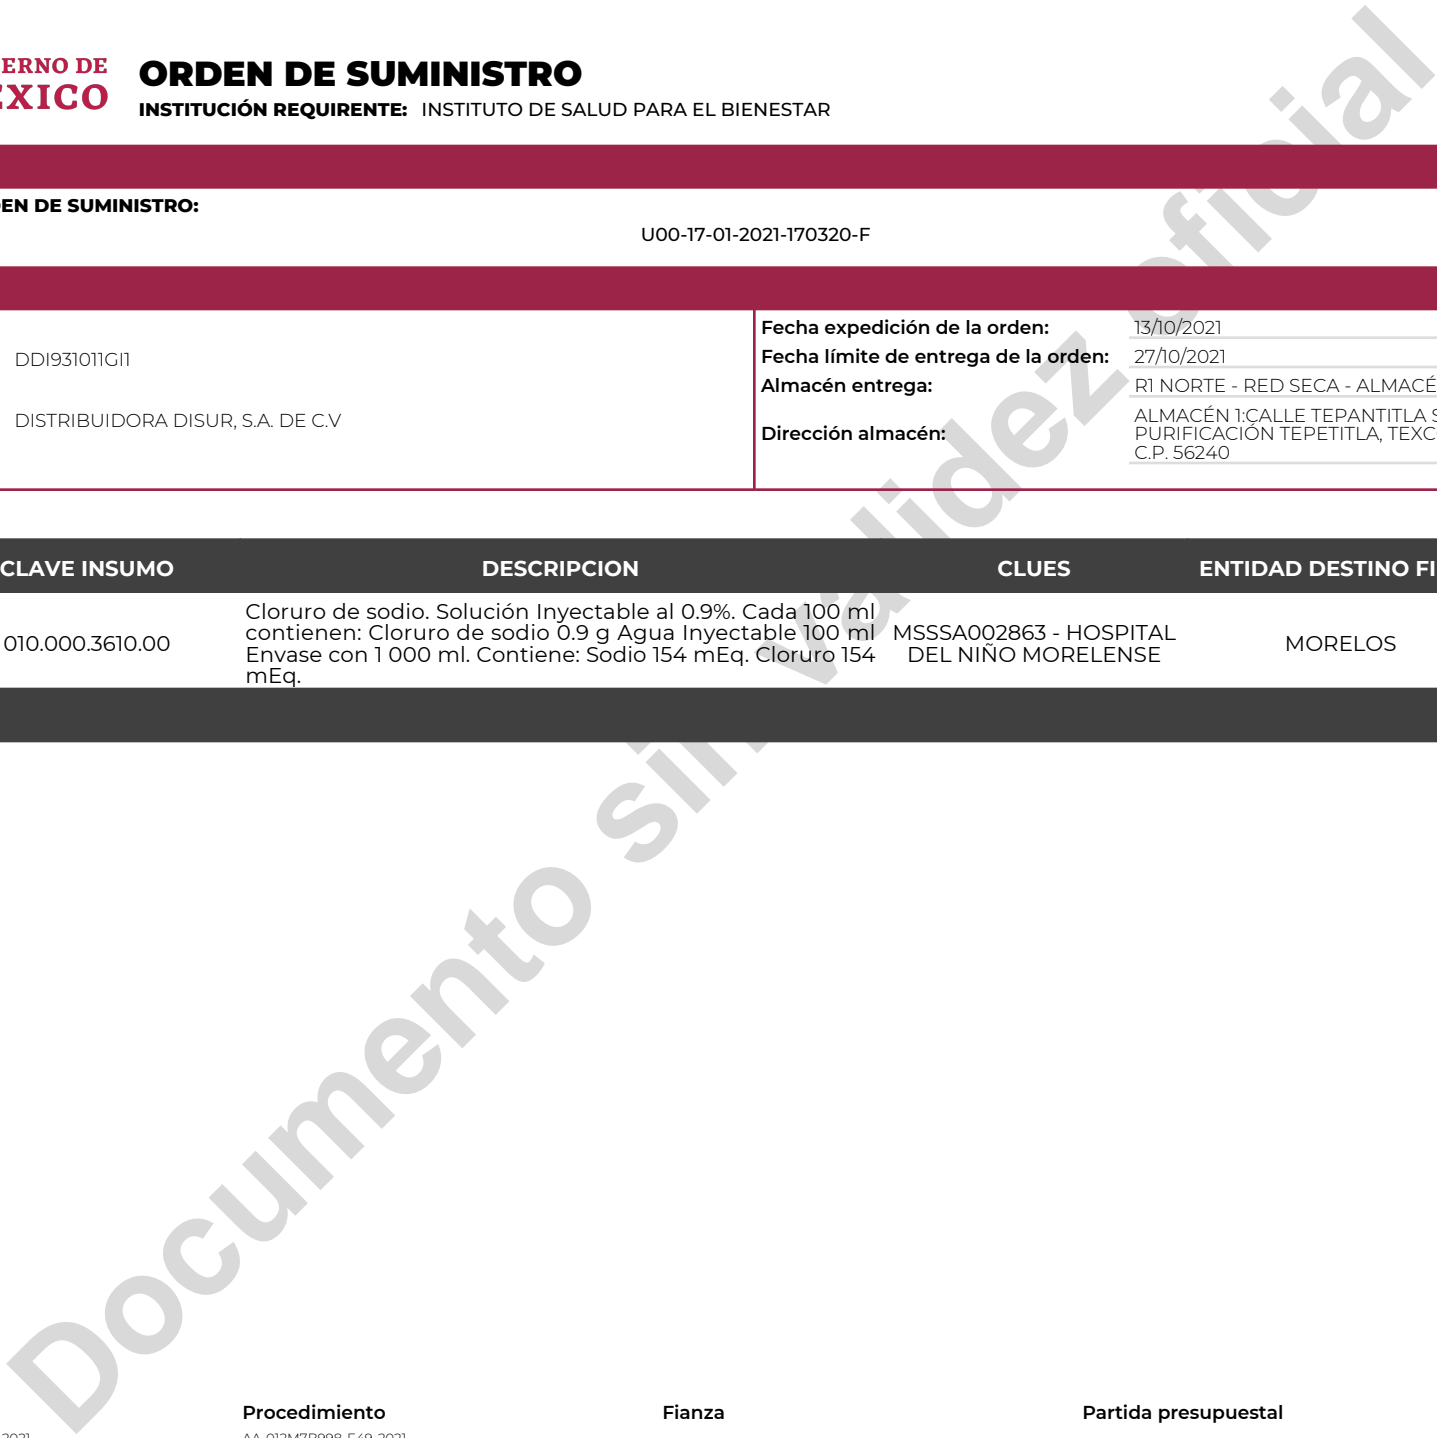 ERNO DE
EXICO
ORDEN DE SUMINISTRO
INSTITUCIÓN REQUIRENTE: INSTITUTO DE SALUD PARA EL BIENESTAR
EN DE SUMINISTRO:
U00-17-01-2021-170320-F
DDI931011GI1
DISTRIBUIDORA DISUR, S.A. DE C.V
Fecha expedición de la orden: 13/10/2021
Fecha límite de entrega de la orden: 27/10/2021
Almacén entrega: R1 NORTE - RED SECA - ALMACÉ
Dirección almacén:
ALMACÉN 1:CALLE TEPANTITLA S
PURIFICACIÓN TEPETITLA, TEXC
C.P. 56240
CLAVE INSUMO DESCRIPCION CLUES ENTIDAD DESTINO FI
010.000.3610.00
Cloruro de sodio. Solución Inyectable al 0.9%. Cada 100 ml
contienen: Cloruro de sodio 0.9 g Agua Inyectable 100 ml
Envase con 1 000 ml. Contiene: Sodio 154 mEq. Cloruro 154
mEq.
MSSSA002863 - HOSPITAL
DEL NIÑO MORELENSE
MORELOS
Documento sin validez oficial
Procedimiento Fianza Partida presupuestal